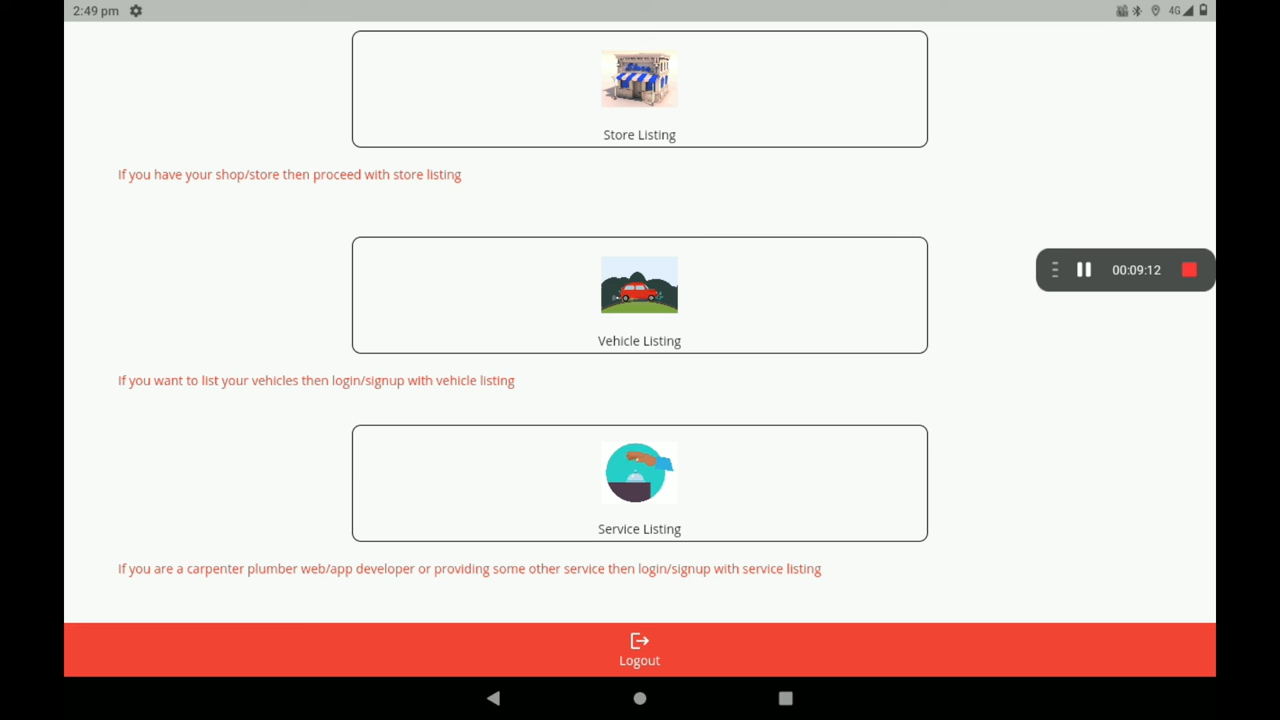 2:49 pm
4G
Store Listing
If you have your shop/store then proceed with store listing
Vehicle Listing
00:09:12
If you want to list your vehicles then login/signup with vehicle listing
Service Listing
If you are a carpenter plumber web/app developer or providing some other service then login/signup with service listing
Logout